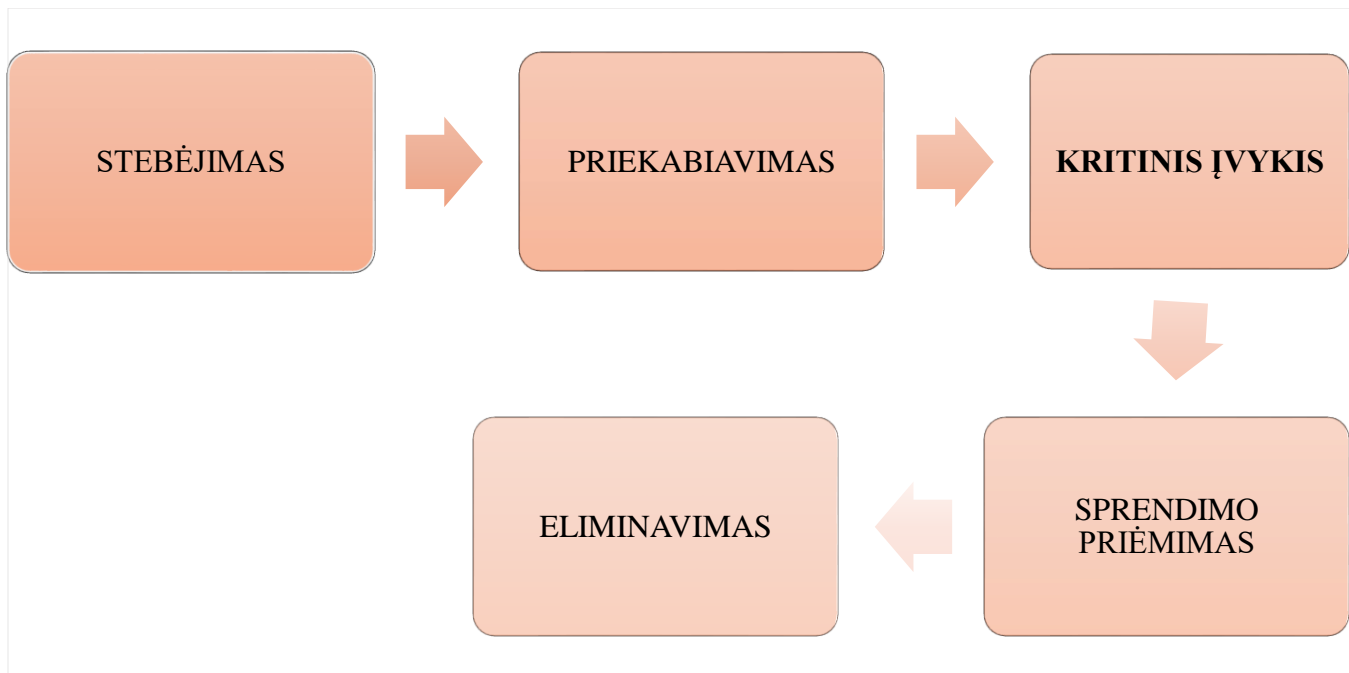 STEBĖJIMAS
PRIEKABIAVIMAS
KRITINIS ĮVYKIS
SPRENDIMO
PRIĖMIMAS
ELIMINAVIMAS